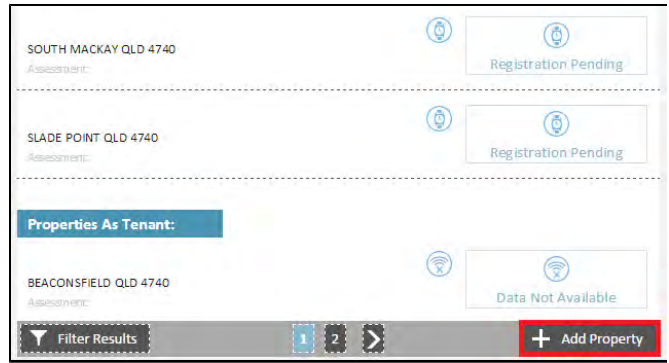 SOUTH MACKAY QLD 4740
Assessment:
Registration Pending
SLADE POINT QLD 4740
Assessment:
Registration Pending
Properties As Tenant:
BEACONSFIELD QLD 4740
Assessment:
Data Not Available
Filter Results
1 2
+ Add Property